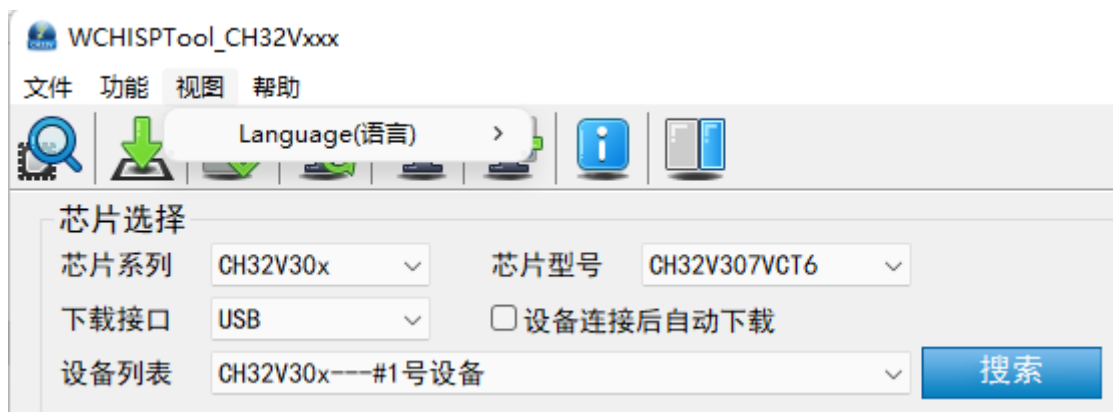 WCHISPTool_CH32Vxxx
文件 功能 视图 帮助
Language(语言) >
芯片选择
芯片系列 CH32V30x 芯片型号 CH32V307VCT6
下载接口 USB 设备连接后自动下载
设备列表 CH32V30x---#1号设备 搜索